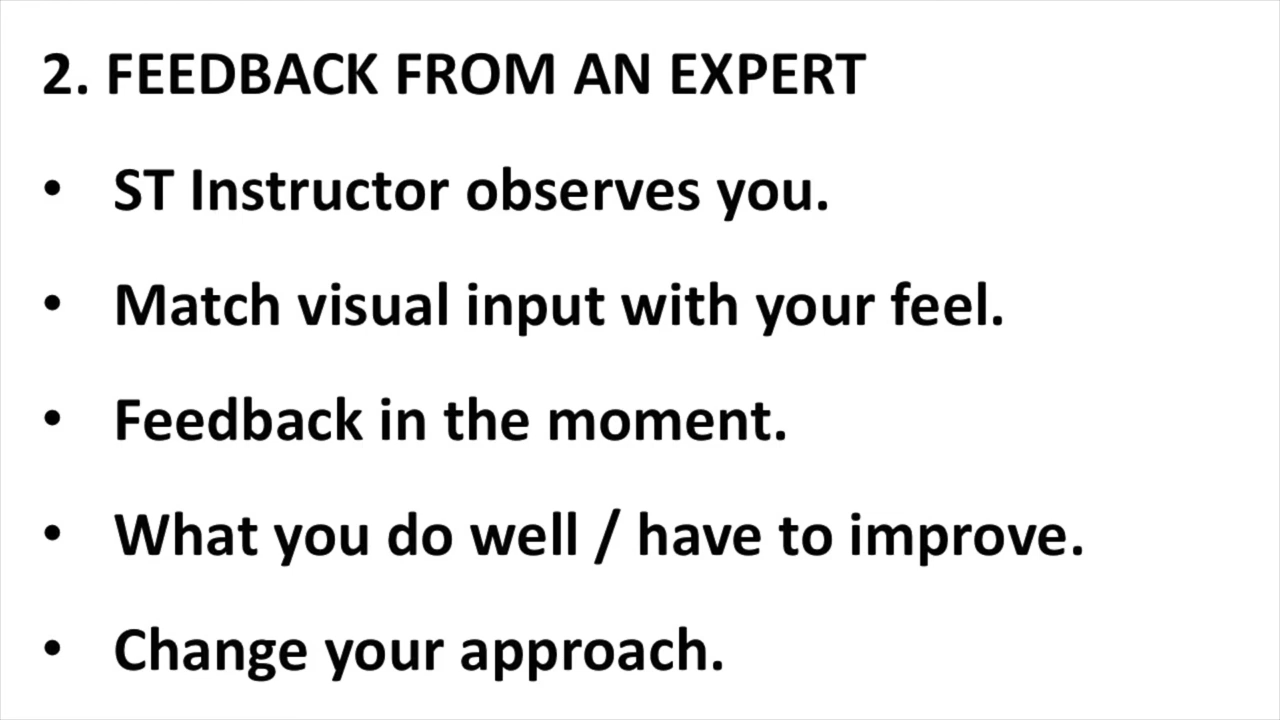 2. FEEDBACK FROM AN EXPERT
• ST Instructor observes you.
• Match visual input with your feel.
• Feedback in the moment.
• What you do well / have to improve.
• Change your approach.